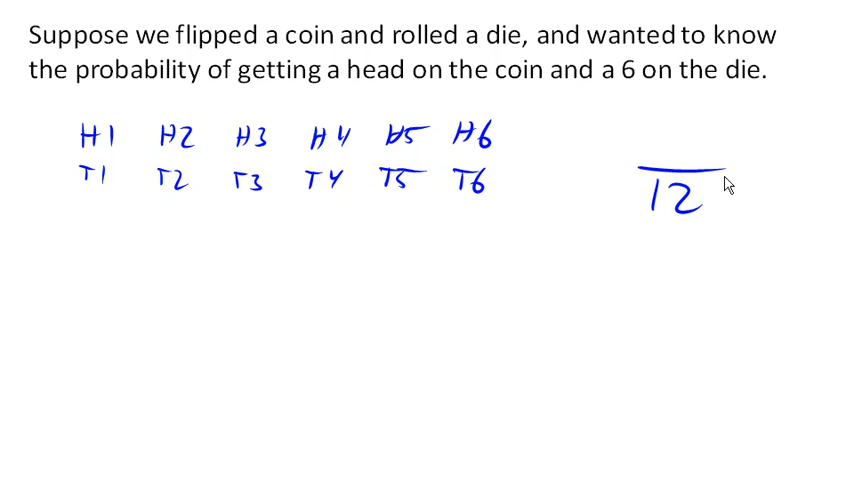 Suppose we flipped a coin and rolled a die, and wanted to know
the probability of getting a head on the coin and a 6 on the die.
H1 H2 H3 H4 H5 H6
T1 T2 T3 T4 T5 T6
12